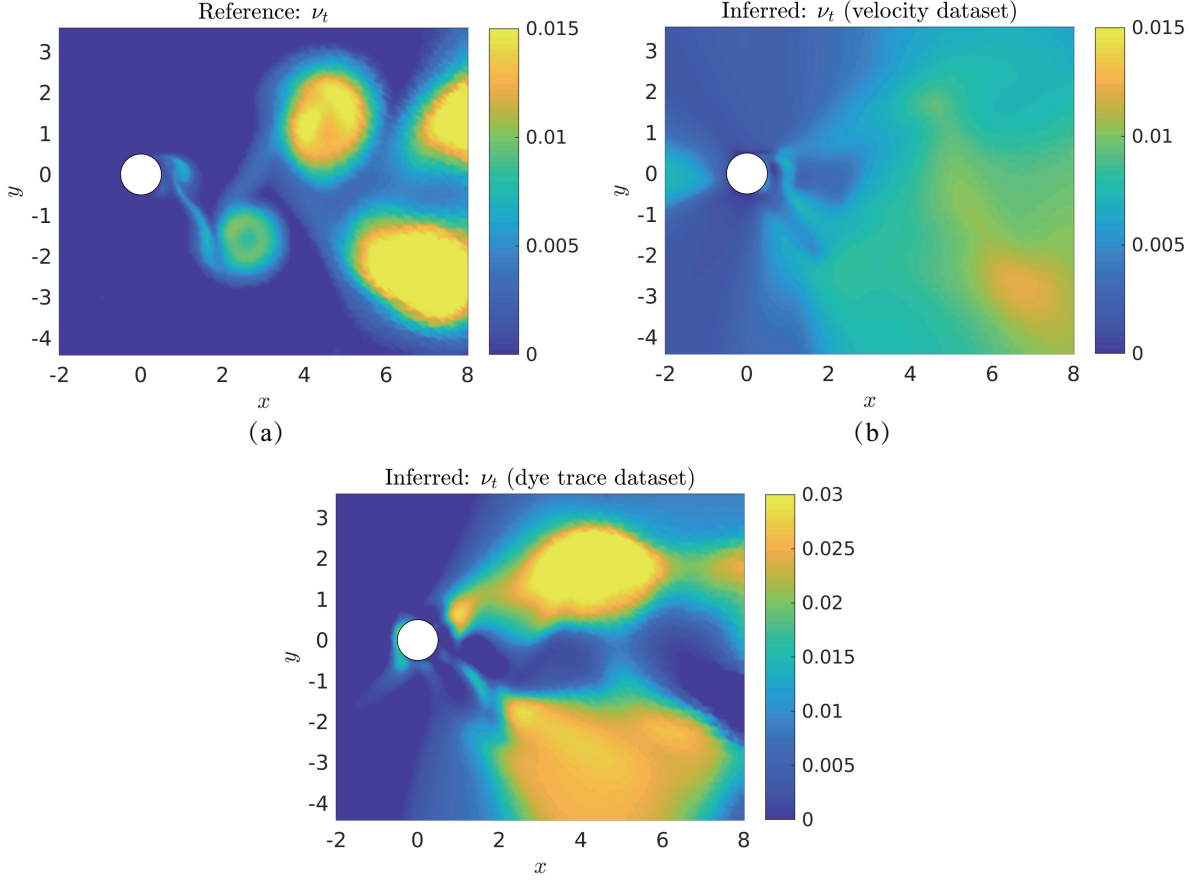 Reference: νt
Inferred: νt (velocity dataset)
3
2
1
0
-1
-2
-3
-4
y
-2 0 2 4 6 8
x
0.015
0.01
0.005
0
(a)
3
2
1
0
-1
-2
-3
-4
y
-2 0 2 4 6 8
x
0.015
0.01
0.005
0
(b)
Inferred: νt (dye trace dataset)
3
2
1
0
-1
-2
-3
-4
y
-2 0 2 4 6 8
x
0.03
0.025
0.02
0.015
0.01
0.005
0